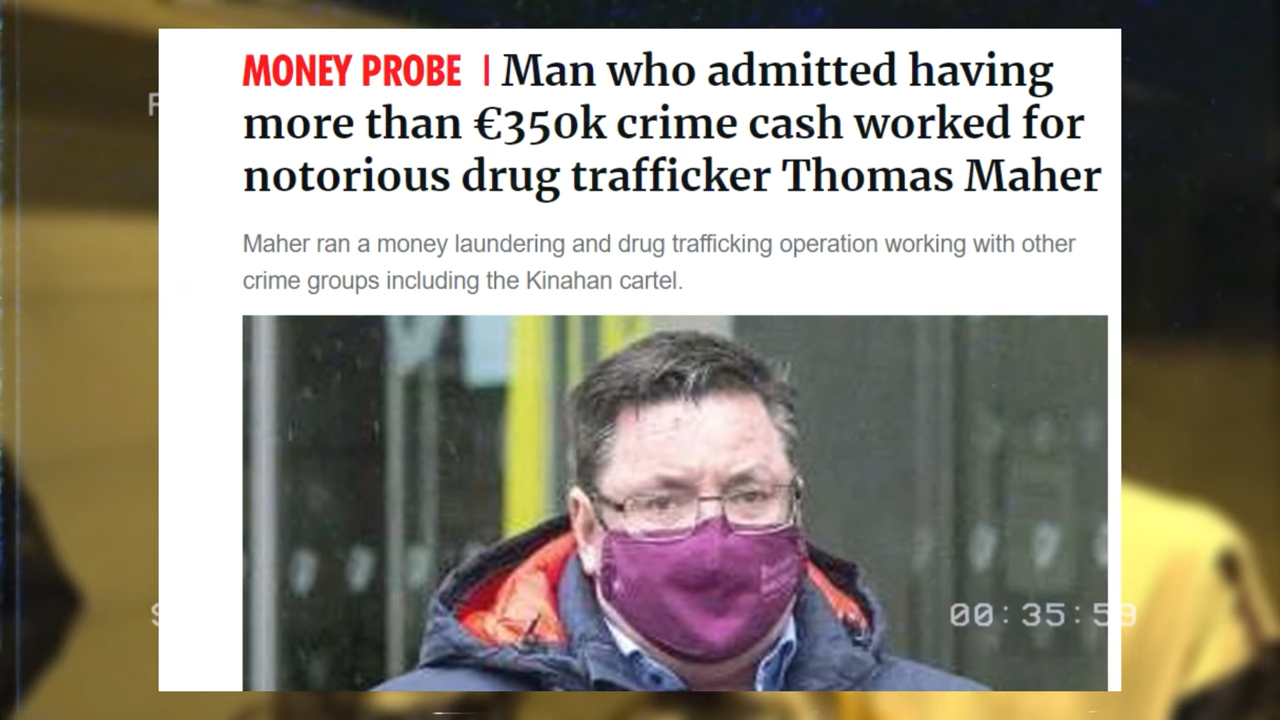 MONEY PROBE | Man who admitted having
more than €350k crime cash worked for
notorious drug trafficker Thomas Maher
Maher ran a money laundering and drug trafficking operation working with other
crime groups including the Kinahan cartel.
00:35:59